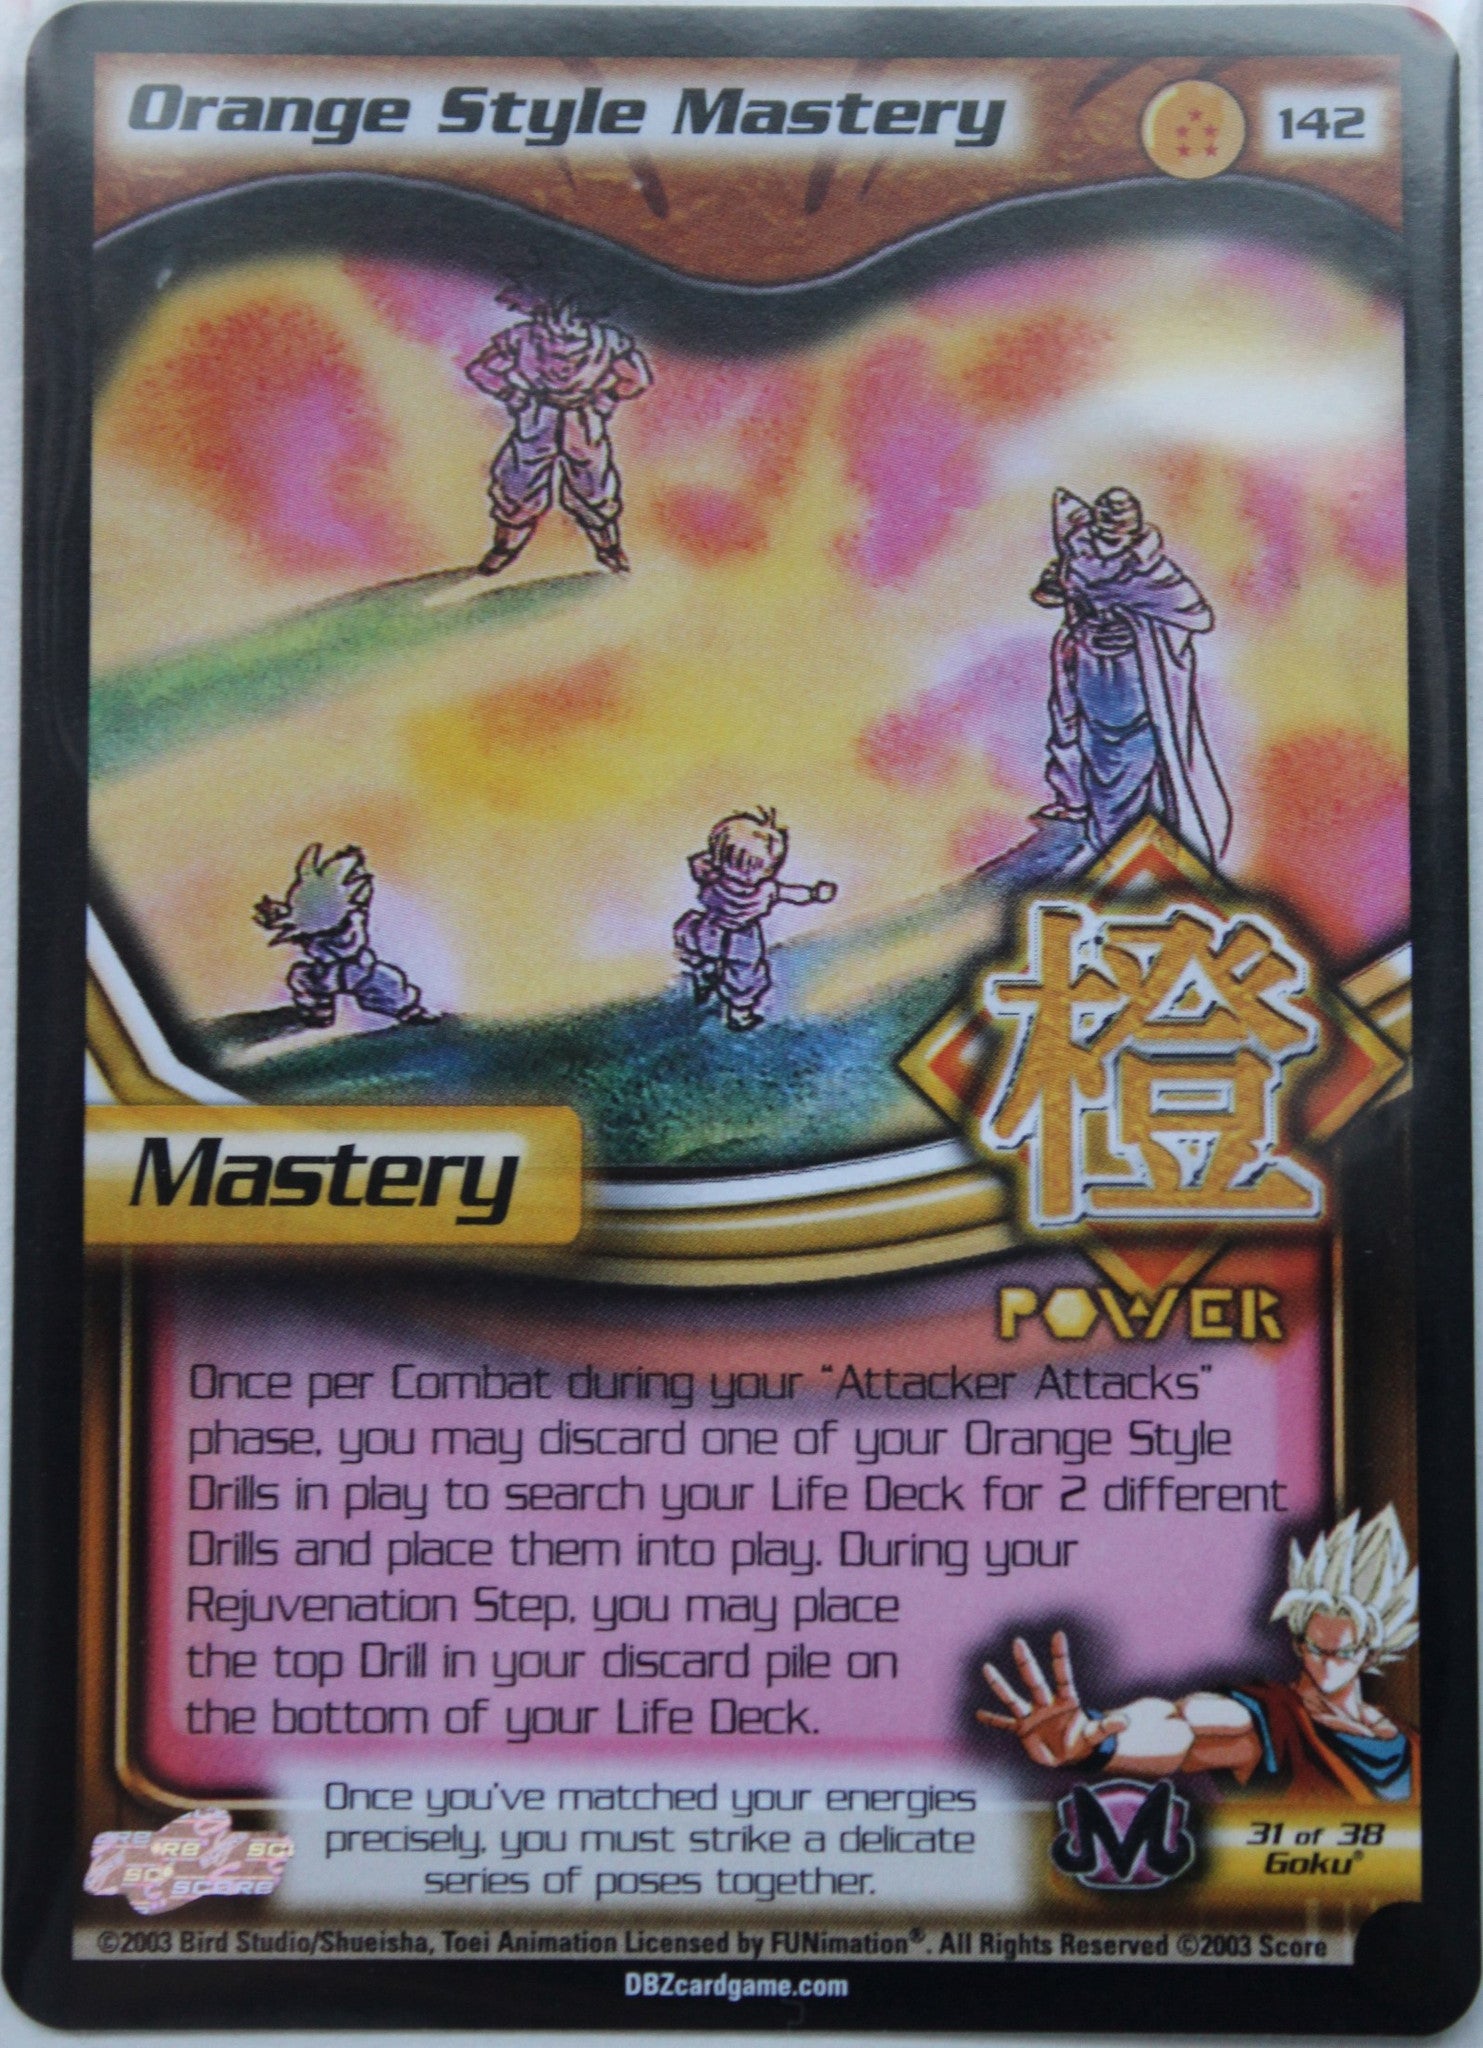 Orange Style Mastery
142
橙
Mastery
POWER
Once per Combat during your “Attacker Attacks”
phase, you may discard one of your Orange Style
Drills in play to search your Life Deck for 2 different
Drills and place them into play. During your
Rejuvenation Step, you may place
the top Drill in your discard pile on
the bottom of your Life Deck.
Once you've matched your energies
precisely, you must strike a delicate
series of poses together.
M
31 of 38
Goku®
SCORE
©2003 Bird Studio/Shueisha, Toei Animation Licensed by FUNimation®. All Rights Reserved ©2003 Score
DBZcardgame.com